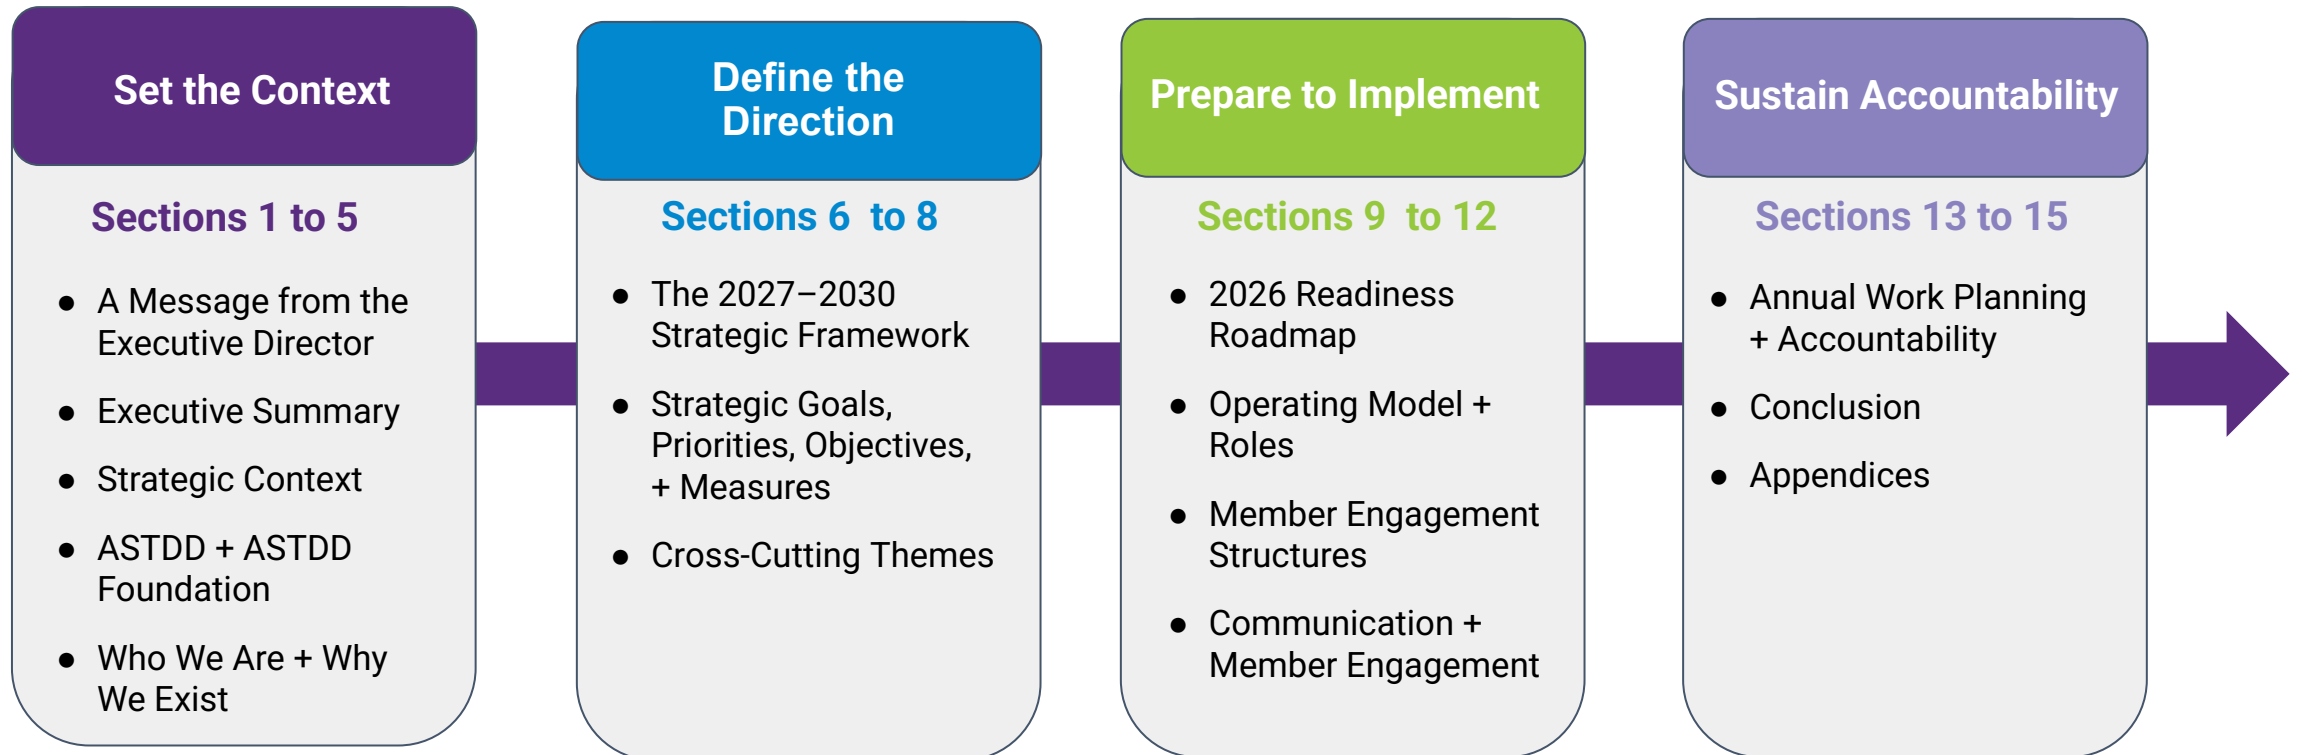 Set the Context
Sections 1 to 5
● A Message from the
Executive Director
● Executive Summary
● Strategic Context
● ASTDD + ASTDD
Foundation
● Who We Are + Why
We Exist
Define the
Direction
Sections 6  to 8
● The 2027–2030
Strategic Framework
● Strategic Goals,
Priorities, Objectives,
+ Measures
● Cross-Cutting Themes
Prepare to Implement
Sections 9  to 12
● 2026 Readiness
Roadmap
● Operating Model +
Roles
● Member Engagement
Structures
● Communication +
Member Engagement
Sustain Accountability
Sections 13 to 15
● Annual Work Planning
+ Accountability
● Conclusion
● Appendices